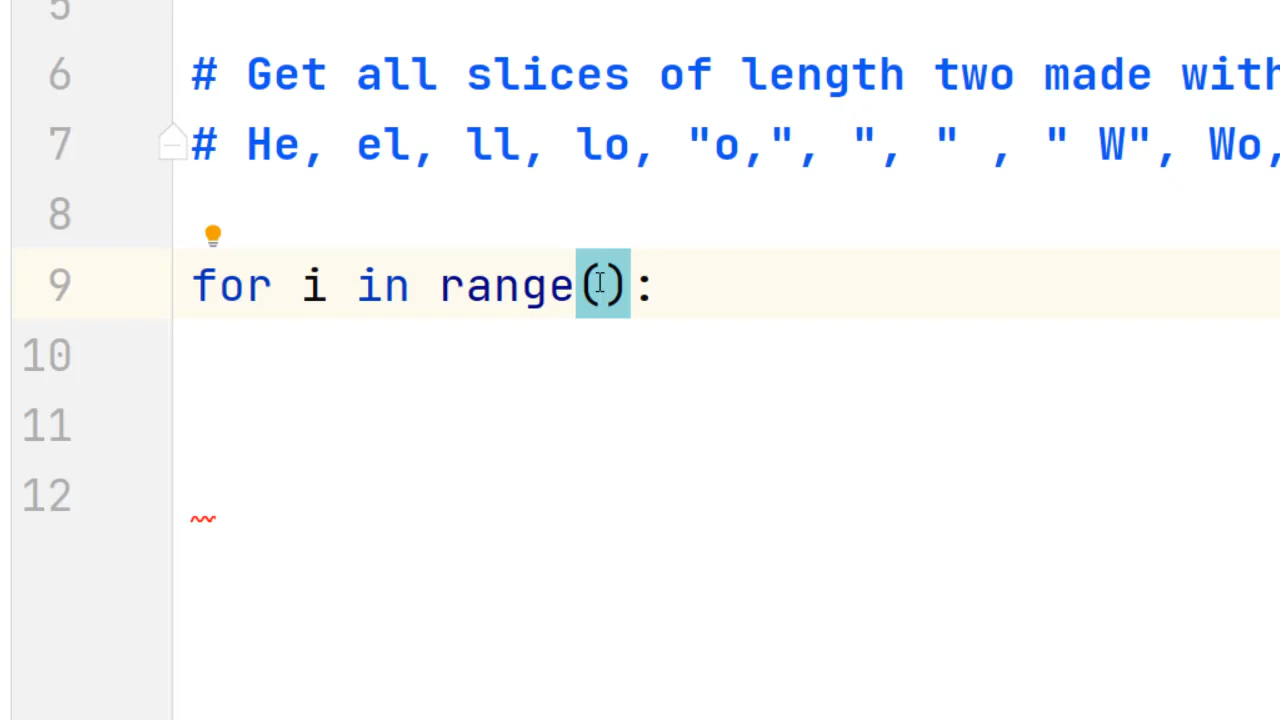 5
6 # Get all slices of length two made with
7 # He, el, ll, lo, "o,", ", " , " W", Wo,
8
9 for i in range():
10
11
12